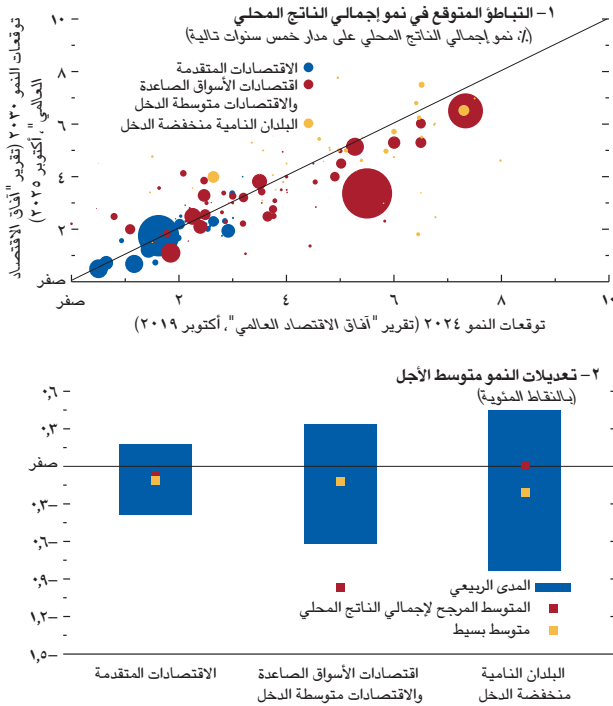 ١– التباطؤ المتوقع في نمو إجمالي الناتج المحلي
(٪ نمو إجمالي الناتج المحلي على مدار خمس سنوات تالية)
الاقتصادات المتقدمة
اقتصادات الأسواق الصاعدة
والاقتصادات متوسطة الدخل
البلدان النامية منخفضة الدخل
توقعات النمو ٢٠٣٠ (تقرير "آفاق الاقتصاد
العالمي"، أكتوبر ٢٠٢٥)
١٠
٨
٦
٤
٢
صفر
صفر
٢
٤
٦
٨
١٠
توقعات النمو ٢٠٢٤ (تقرير "آفاق الاقتصاد العالمي"، أكتوبر ٢٠١٩)
٢– تعديلات النمو متوسط الأجل
(بالنقاط المئوية)
٠,٦
٠,٣
صفر
٠,٣–
٠,٦–
٠,٩–
١,٢–
١,٥–
المدى الربيعي
المتوسط المرجح لإجمالي الناتج المحلي
متوسط بسيط
البلدان النامية
منخفضة الدخل
اقتصادات الأسواق الصاعدة
والاقتصادات متوسطة الدخل
الاقتصادات المتقدمة